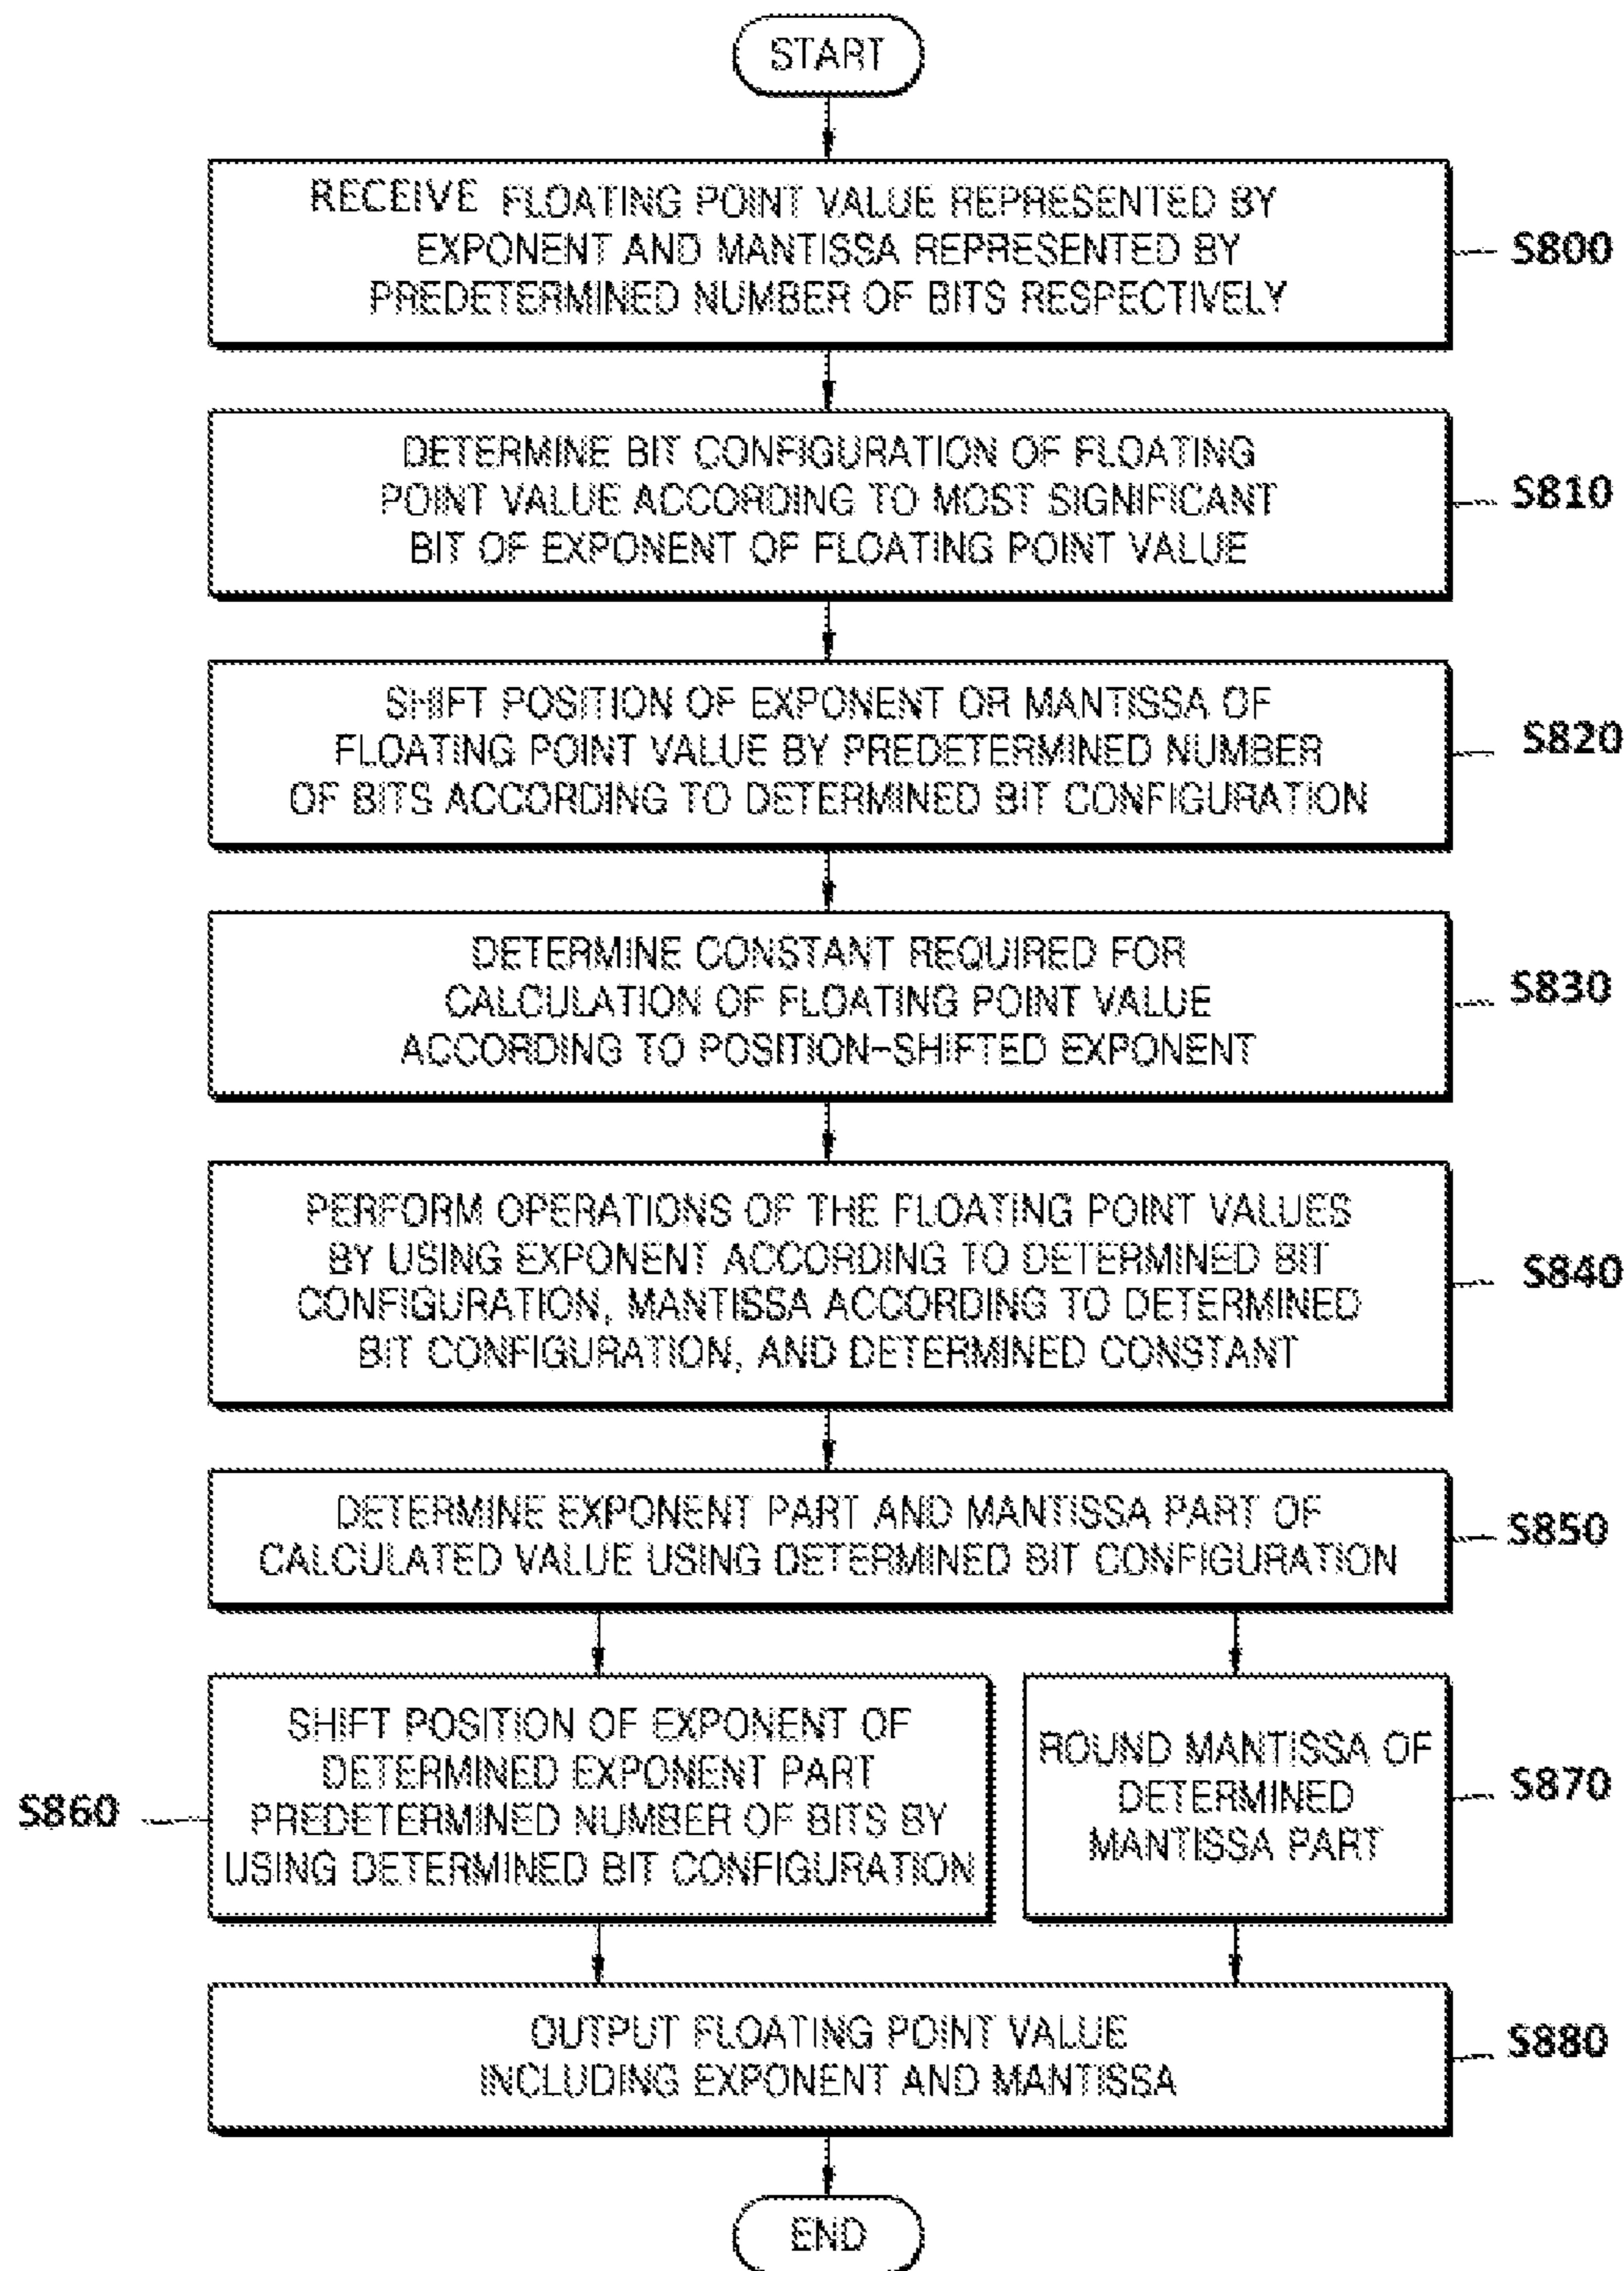 START
RECEIVE FLOATING POINT VALUE REPRESENTED BY
EXPONENT AND MANTISSA REPRESENTED BY
PREDETERMINED NUMBER OF BITS RESPECTIVELY
S800
DETERMINE BIT CONFIGURATION OF FLOATING
POINT VALUE ACCORDING TO MOST SIGNIFICANT
BIT OF EXPONENT OF FLOATING POINT VALUE
S810
SHIFT POSITION OF EXPONENT OR MANTISSA OF
FLOATING POINT VALUE BY PREDETERMINED NUMBER
OF BITS ACCORDING TO DETERMINED BIT CONFIGURATION
S820
DETERMINE CONSTANT REQUIRED FOR
CALCULATION OF FLOATING POINT VALUE
ACCORDING TO POSITION-SHIFTED EXPONENT
S830
PERFORM OPERATIONS OF THE FLOATING POINT VALUES
BY USING EXPONENT ACCORDING TO DETERMINED BIT
CONFIGURATION, MANTISSA ACCORDING TO DETERMINED
BIT CONFIGURATION, AND DETERMINED CONSTANT
S840
DETERMINE EXPONENT PART AND MANTISSA PART OF
CALCULATED VALUE USING DETERMINED BIT CONFIGURATION
S850
SHIFT POSITION OF EXPONENT OF
DETERMINED EXPONENT PART
PREDETERMINED NUMBER OF BITS BY
USING DETERMINED BIT CONFIGURATION
S860
ROUND MANTISSA OF
DETERMINED
MANTISSA PART
S870
OUTPUT FLOATING POINT VALUE
INCLUDING EXPONENT AND MANTISSA
S880
END